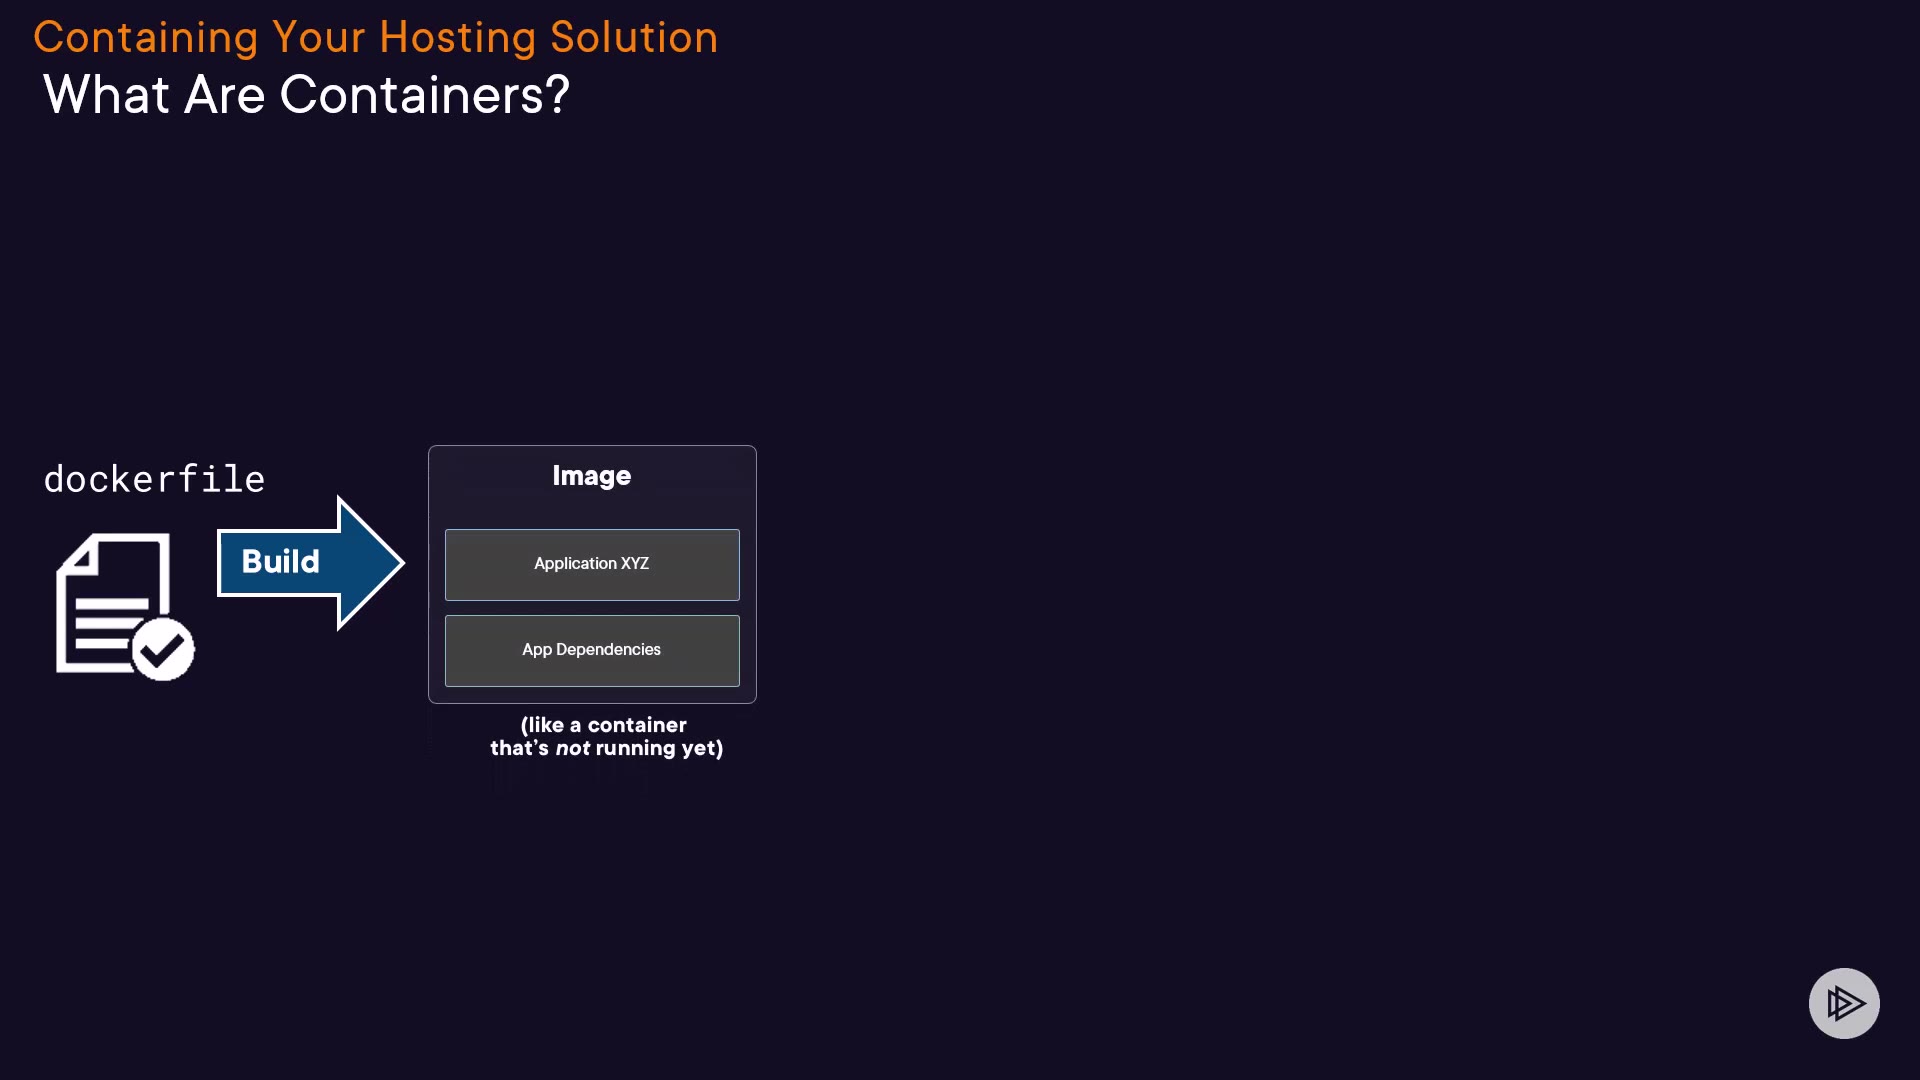 Containing Your Hosting Solution
What Are Containers?
dockerfile
Build
Image
Application XYZ
App Dependencies
(like a container
that's not running yet)